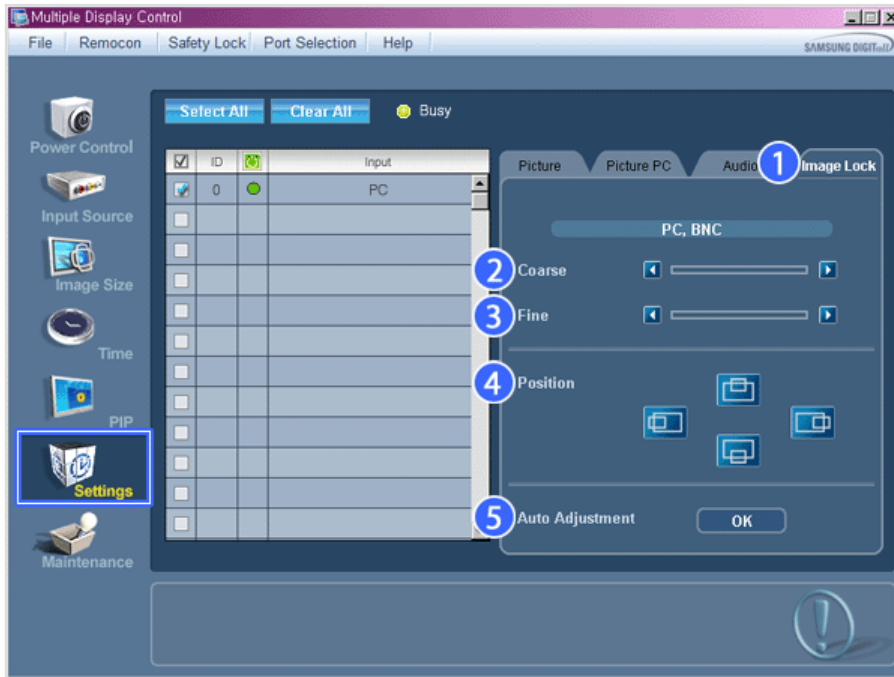 Multiple Display Control
File Remocon Safety Lock Port Selection Help
SAMSUNG DIGITall
Select All Clear All Busy
Power Control
Input Source
Image Size
Time
PIP
Settings
Maintenance
ID Input
0 PC
Picture Picture PC Audio 1 Image Lock
PC, BNC
2 Coarse
3 Fine
4 Position
5 Auto Adjustment OK